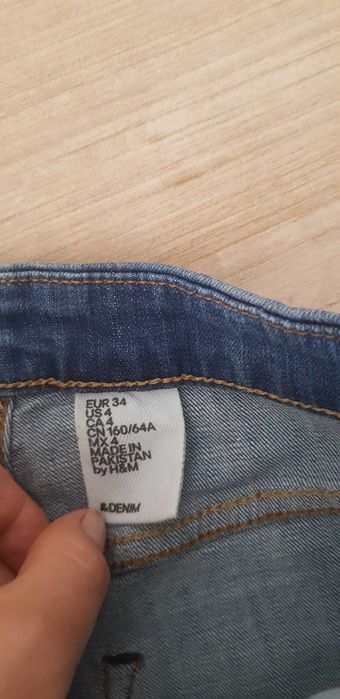 EUR 34
US 4
CA 4
CN 160/64A
MX 4
MADE IN
PAKISTAN
by H&M
&DENIM